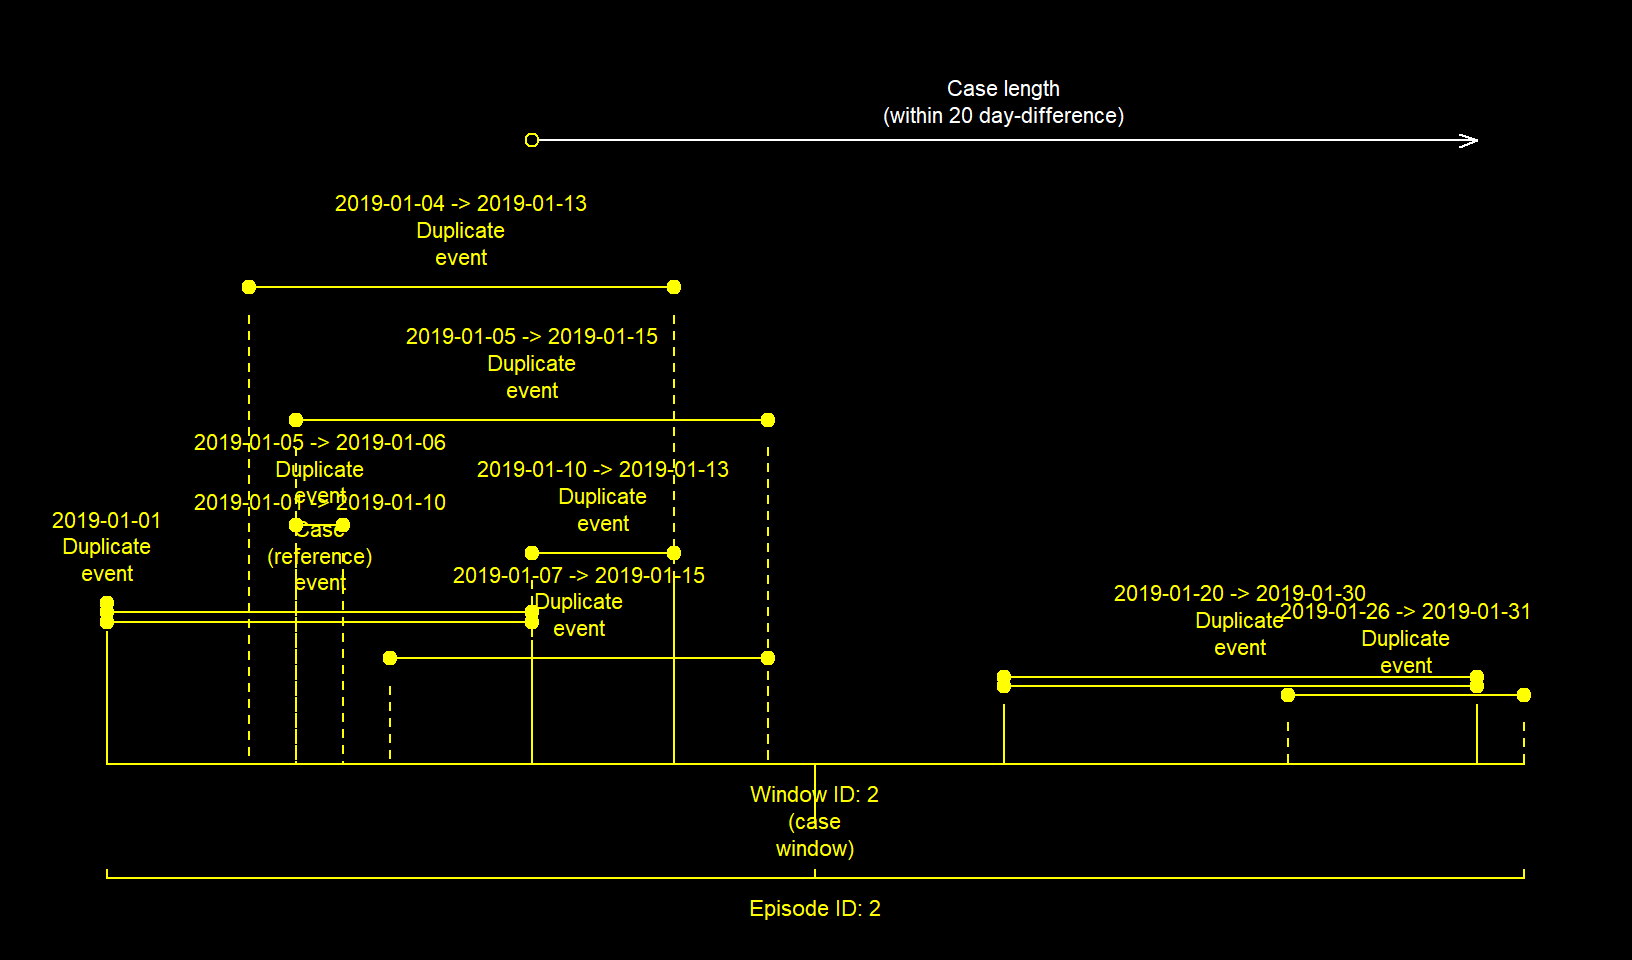 Case length
(within 20 day-difference)
2019-01-04 -> 2019-01-13
Duplicate
event
2019-01-05 -> 2019-01-15
Duplicate
event
2019-01-05 -> 2019-01-06
Duplicate
event
2019-01-01 -> 2019-01-10
Case
(reference)
event
2019-01-10 -> 2019-01-13
Duplicate
event
2019-01-01
Duplicate
event
2019-01-07 -> 2019-01-15
Duplicate
event
2019-01-20 -> 2019-01-30
Duplicate
event
2019-01-26 -> 2019-01-31
Duplicate
event
Window ID: 2
(case
window)
Episode ID: 2